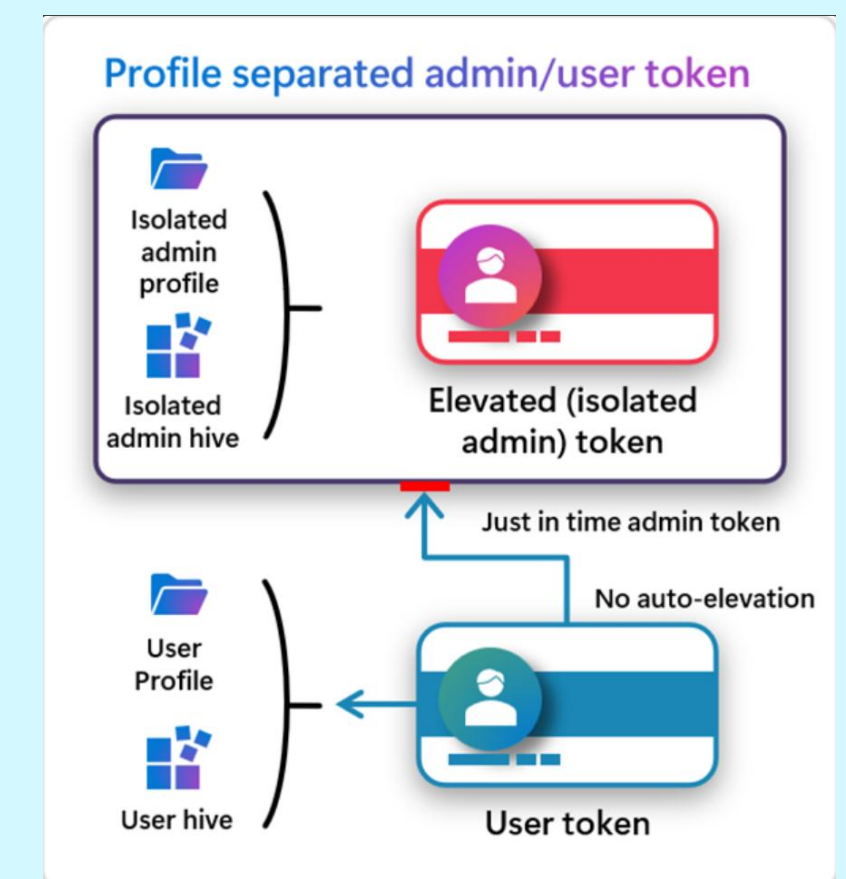 Profile separated admin/user token
Isolated
admin
profile
Isolated
admin hive
Elevated (isolated
admin) token
Just in time admin token
No auto-elevation
User
Profile
User hive
User token